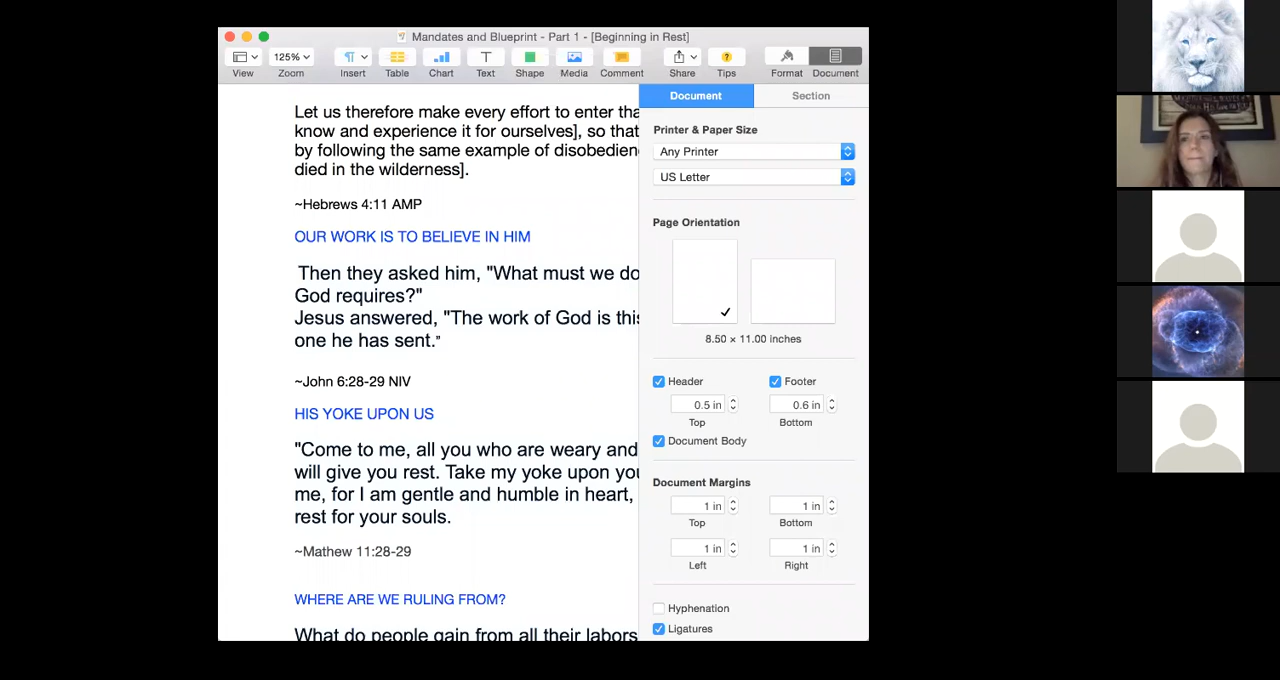 Mandates and Blueprint - Part 1 - [Beginning in Rest]
125%
View Zoom Insert Table Chart Text Shape Media Comment Share Tips Format Document
Let us therefore make every effort to enter tha
know and experience it for ourselves], so that
by following the same example of disobedien
died in the wilderness].
~Hebrews 4:11 AMP
OUR WORK IS TO BELIEVE IN HIM
Then they asked him, "What must we do
God requires?"
Jesus answered, "The work of God is this
one he has sent.”
~John 6:28-29 NIV
HIS YOKE UPON US
"Come to me, all you who are weary and
will give you rest. Take my yoke upon you
me, for I am gentle and humble in heart,
rest for your souls.
~Mathew 11:28-29
WHERE ARE WE RULING FROM?
What do people gain from all their labors
Document Section
Printer & Paper Size
Any Printer
US Letter
Page Orientation
8.50 × 11.00 inches
Header Footer
0.5 in 0.6 in
Top Bottom
Document Body
Document Margins
1 in 1 in
Top Bottom
1 in 1 in
Left Right
Hyphenation
Ligatures